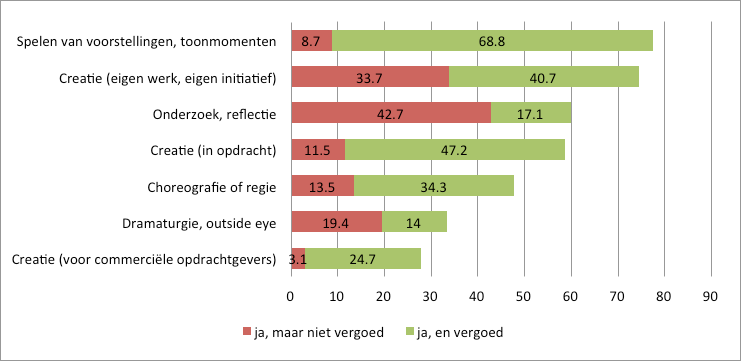 Spelen van voorstellingen, toonmomenten 8.7 68.8
Creatie (eigen werk, eigen initiatief) 33.7 40.7
Onderzoek, reflectie 42.7 17.1
Creatie (in opdracht) 11.5 47.2
Choreografie of regie 13.5 34.3
Dramaturgie, outside eye 19.4 14
Creatie (voor commerciële opdrachtgevers) 3.1 24.7
0 10 20 30 40 50 60 70 80 90
ja, maar niet vergoed ja, en vergoed